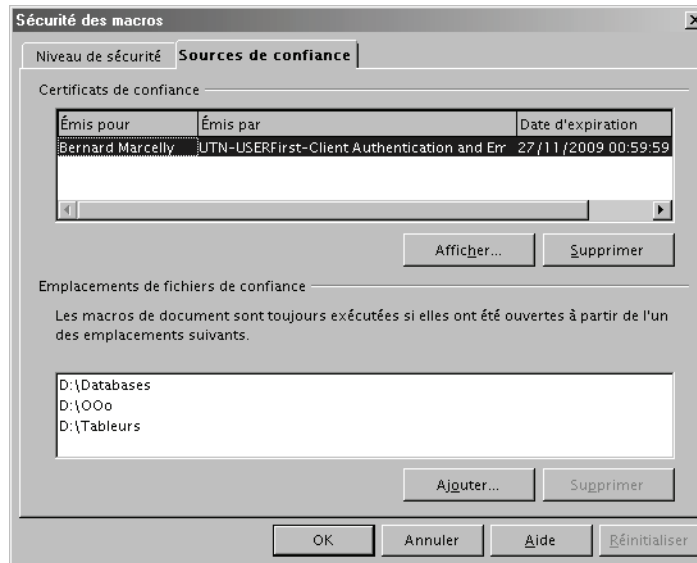 Sécurité des macros
Niveau de sécurité Sources de confiance
Certificats de confiance
Émis pour Émis par Date d'expiration
Bernard Marcelly UTN-USERFirst-Client Authentication and Em 27/11/2009 00:59:59
Afficher... Supprimer
Emplacements de fichiers de confiance
Les macros de document sont toujours exécutées si elles ont été ouvertes à partir de l'un
des emplacements suivants.
D:\Databases
D:\OOo
D:\Tableurs
Ajouter... Supprimer
OK Annuler Aide Réinitialiser